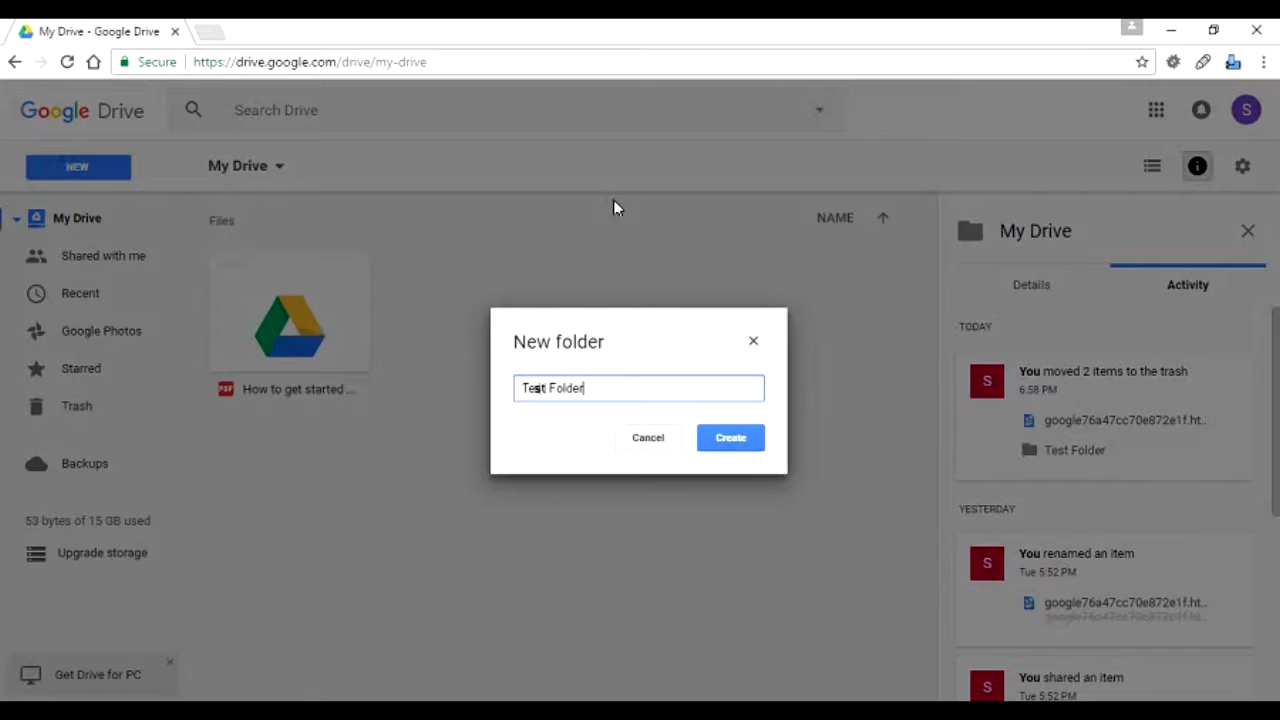 My Drive - Google Drive
Secure https://drive.google.com/drive/my-drive
Google Drive
Search Drive
S
NEW
My Drive
My Drive
Shared with me
Recent
Google Photos
Starred
Trash
Backups
53 bytes of 15 GB used
Upgrade storage
Get Drive for PC
Files
NAME
PDF How to get started ...
New folder
Test Folder
Cancel
Create
My Drive
Details
Activity
TODAY
S
You moved 2 items to the trash
6:58 PM
google76a47cc70e872e1f.ht..
Test Folder
YESTERDAY
S
You renamed an item
Tue 5:52 PM
google76a47cc70e872e1f.ht..
google76a47cc70e872e1f.ht..
S
You shared an item
Tue 5:52 PM